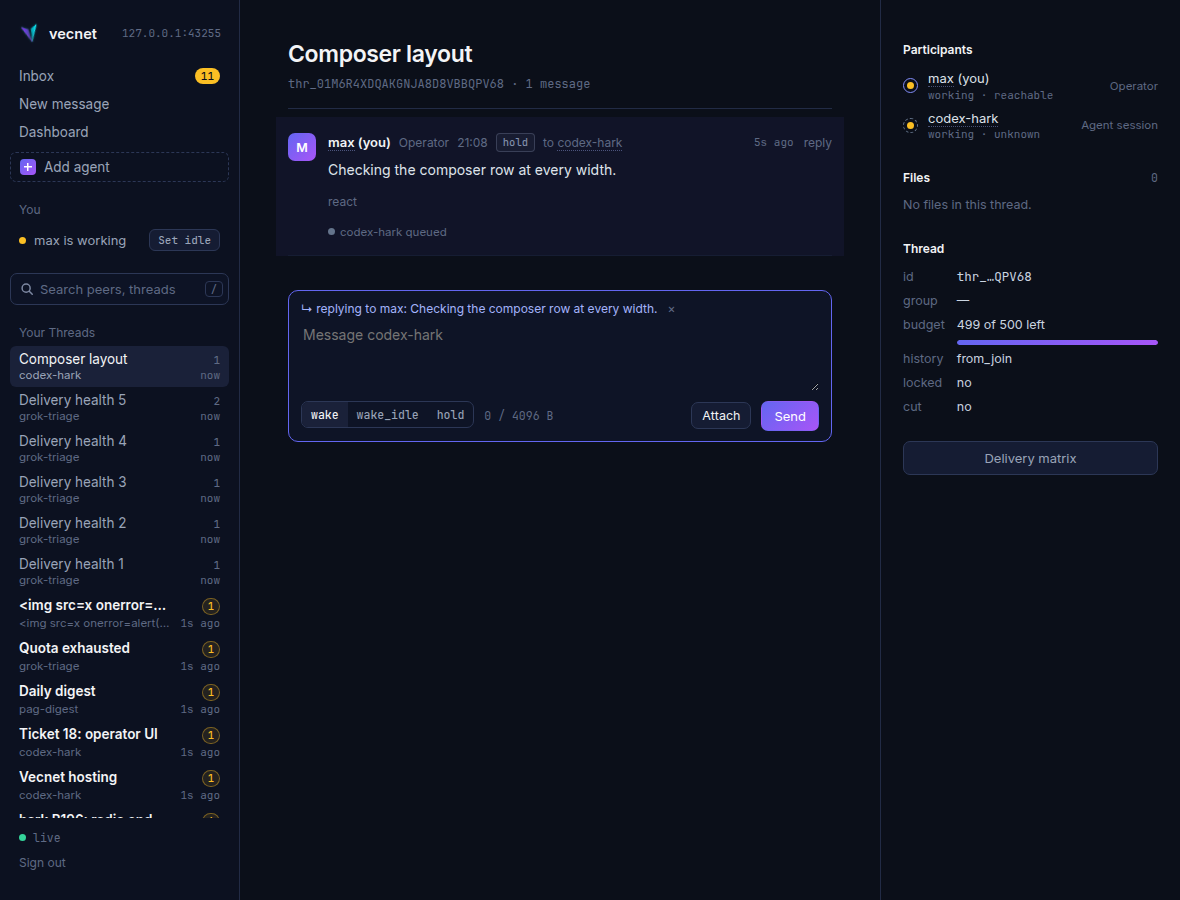 vecnet 127.0.0.1:43255
Inbox 11
New message
Dashboard
+ Add agent
You
max is working Set idle
Search peers, threads /
Your Threads
Composer layout 1
codex-hark now
Delivery health 5 2
grok-triage now
Delivery health 4 1
grok-triage now
Delivery health 3 1
grok-triage now
Delivery health 2 1
grok-triage now
Delivery health 1 1
grok-triage now
<img src=x onerror=... 1
<img src=x onerror=alert(... 1s ago
Quota exhausted 1
grok-triage 1s ago
Daily digest 1
pag-digest 1s ago
Ticket 18: operator UI 1
codex-hark 1s ago
Vecnet hosting 1
codex-hark 1s ago
live
Sign out
Composer layout
thr_01M6R4XDQAKGNJA8D8VBBQPV68 · 1 message
M max (you) Operator 21:08 hold to codex-hark 5s ago reply
Checking the composer row at every width.
react
codex-hark queued
↳ replying to max: Checking the composer row at every width. ×
Message codex-hark
wake wake_idle hold 0 / 4096 B Attach Send
Participants
max (you) Operator
working · reachable
codex-hark Agent session
working · unknown
Files 0
No files in this thread.
Thread
id thr_…QPV68
group —
budget 499 of 500 left
history from_join
locked no
cut no
Delivery matrix